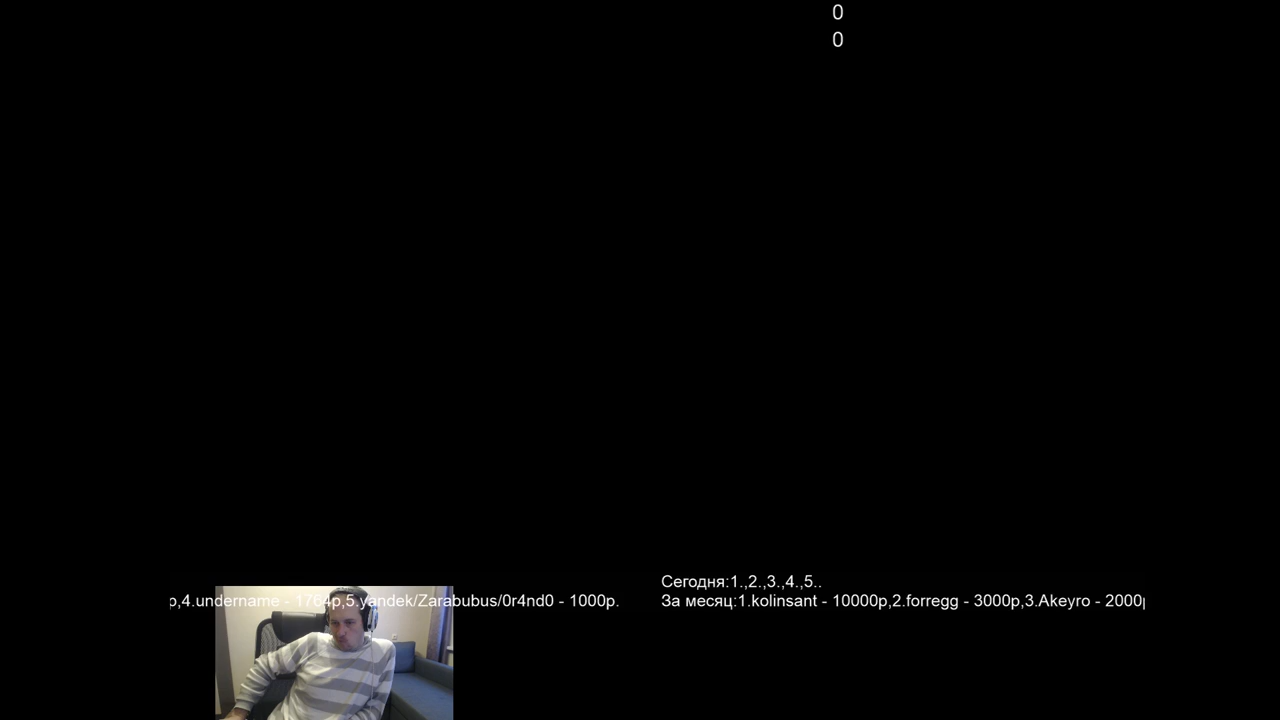 0
0
Сегодня:1.,2.,3.,4.,5..
р,4.undername - 1764р,5.yandek/Zarabubus/0r4nd0 - 1000р.
За месяц:1.kolinsant - 10000р,2.forregg - 3000р,3.Akeyro - 2000р